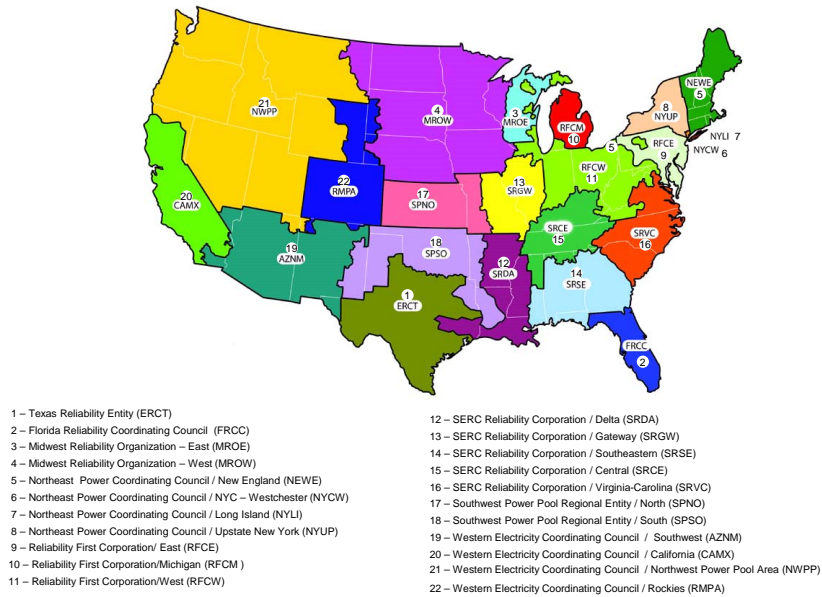 21
NWPP
4
MROW
3
MROE
RFCM
10
NEWE
5
8
NYUP
NYLI 7
NYCW 6
5
RFCE
9
RFCW
11
13
SRGW
22
RMPA
17
SPNO
20
CAMX
19
AZNM
18
SPSO
12
SRDA
SRCE
15
SRVC
16
14
SRSE
1
ERCT
FRCC
2
1 – Texas Reliability Entity (ERCT)
2 – Florida Reliability Coordinating Council (FRCC)
3 – Midwest Reliability Organization – East (MROE)
4 – Midwest Reliability Organization – West (MROW)
5 – Northeast Power Coordinating Council / New England (NEWE)
6 – Northeast Power Coordinating Council / NYC – Westchester (NYCW)
7 – Northeast Power Coordinating Council / Long Island (NYLI)
8 – Northeast Power Coordinating Council / Upstate New York (NYUP)
9 – Reliability First Corporation/ East (RFCE)
10 – Reliability First Corporation/Michigan (RFCM )
11 – Reliability First Corporation/West (RFCW)
12 – SERC Reliability Corporation / Delta (SRDA)
13 – SERC Reliability Corporation / Gateway (SRGW)
14 – SERC Reliability Corporation / Southeastern (SRSE)
15 – SERC Reliability Corporation / Central (SRCE)
16 – SERC Reliability Corporation / Virginia-Carolina (SRVC)
17 – Southwest Power Pool Regional Entity / North (SPNO)
18 – Southwest Power Pool Regional Entity / South (SPSO)
19 – Western Electricity Coordinating Council / Southwest (AZNM)
20 – Western Electricity Coordinating Council / California (CAMX)
21 – Western Electricity Coordinating Council / Northwest Power Pool Area (NWPP)
22 – Western Electricity Coordinating Council / Rockies (RMPA)